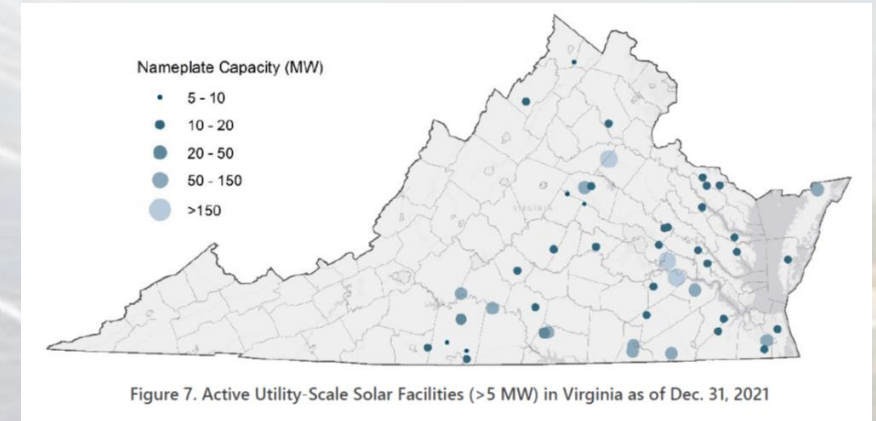 Nameplate Capacity (MW)
5 - 10
10 - 20
20 - 50
50 - 150
>150
VIRGINIA
Figure 7. Active Utility-Scale Solar Facilities (>5 MW) in Virginia as of Dec. 31, 2021